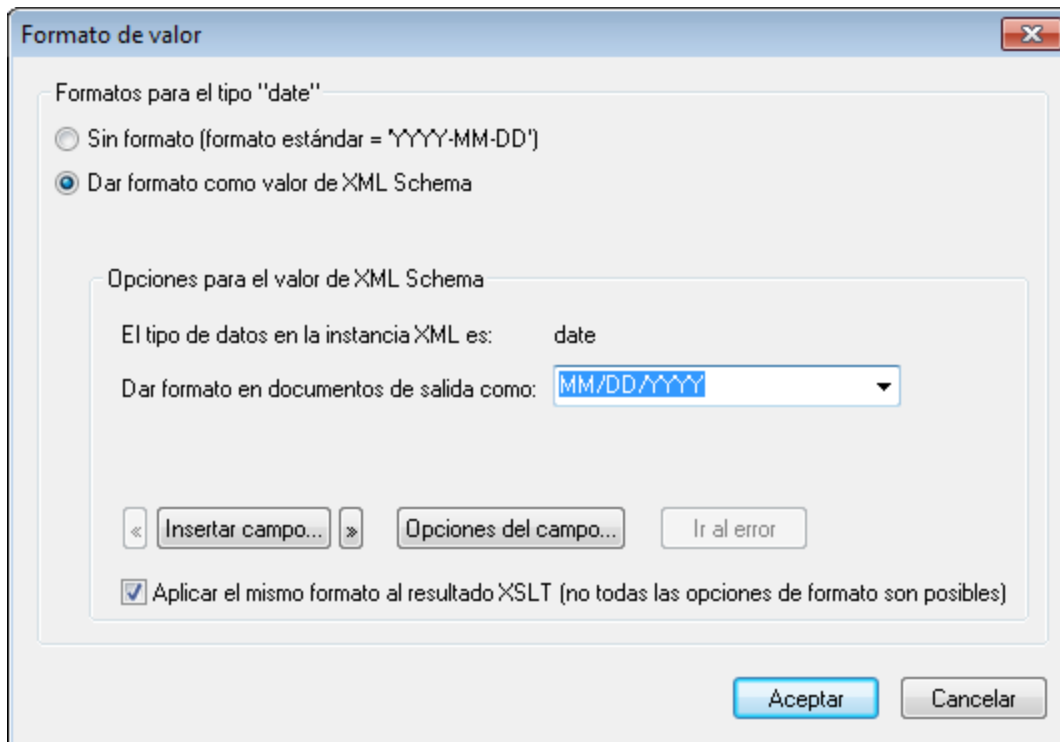 Formato de valor
Formatos para el tipo "date"
Sin formato (formato estándar = 'YYYY-MM-DD')
Dar formato como valor de XML Schema
Opciones para el valor de XML Schema
El tipo de datos en la instancia XML es: date
Dar formato en documentos de salida como: MM/DD/YYYY
« Insertar campo... » Opciones del campo... Ir al error
Aplicar el mismo formato al resultado XSLT (no todas las opciones de formato son posibles)
Aceptar Cancelar